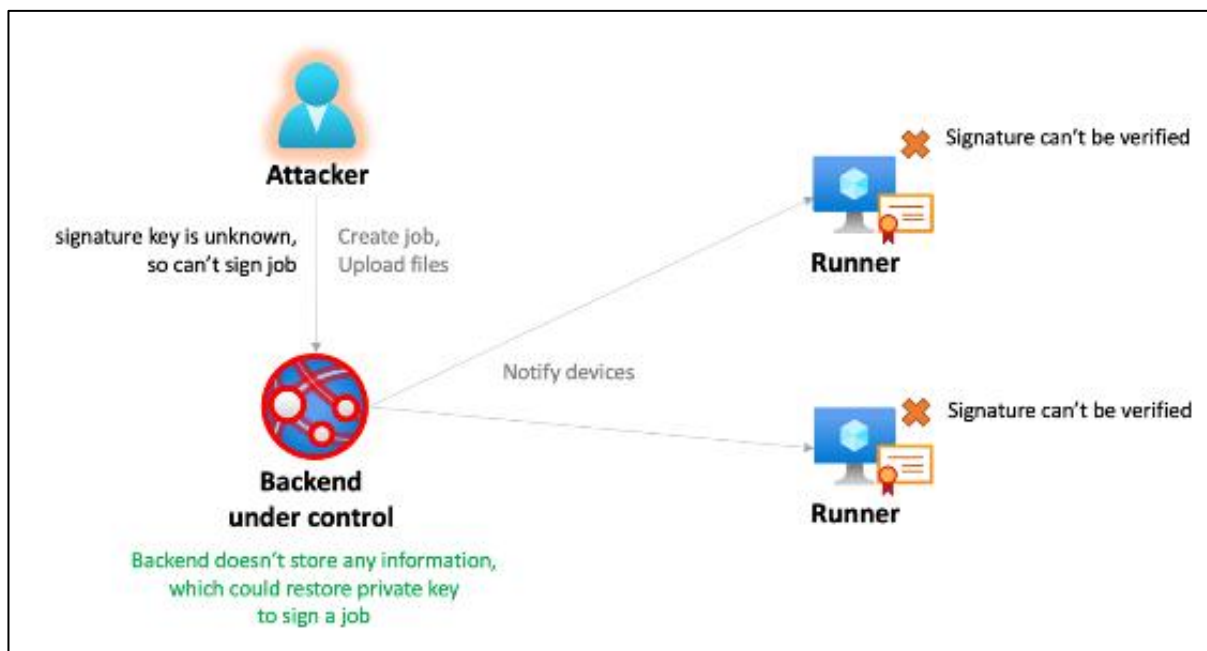 Attacker
signature key is unknown,
so can't sign job
Create job,
Upload files
Signature can't be verified
Runner
Notify devices
Signature can't be verified
Runner
Backend
under control
Backend doesn't store any information,
which could restore private key
to sign a job